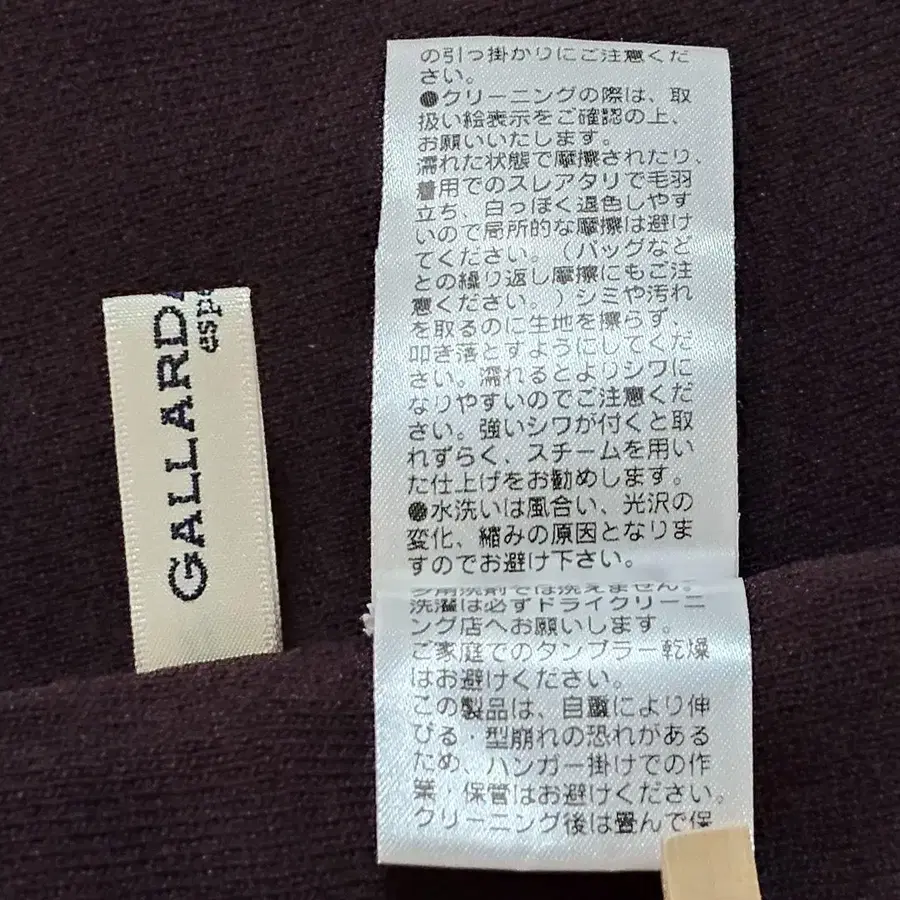 GALLARD
espe
の引っ掛かりにご注意くだ
さい。
●クリーニングの際は、取
扱い絵表示をご確認の上、
お願いいたします。
濡れた状態で摩擦されたり、
着用でのスレアタリで毛羽
立ち、白っぽく退色しやす
いので局所的な摩擦は避け
てください。（バッグなど
との繰り返し摩擦にもご注
意ください。）シミや汚れ
を取るのに生地を擦らず、
叩き落とすようにしてくだ
さい。濡れるとよりシワに
なりやすいのでご注意くだ
さい。強いシワが付くと取
れずらく、スチームを用い
た仕上げをお勧めします。
●水洗いは風合い、光沢の
変化、縮みの原因となりま
すのでお避け下さい。
用洗剤では洗えません。
洗濯は必ずドライクリーニ
ング店へお願いします。
ご家庭でのタンブラー乾燥
はお避けください。
この製品は、自重により伸
びる・型崩れの恐れがある
ため、ハンガー掛けでの作
業・保管はお避けください。
クリーニング後は畳んで保